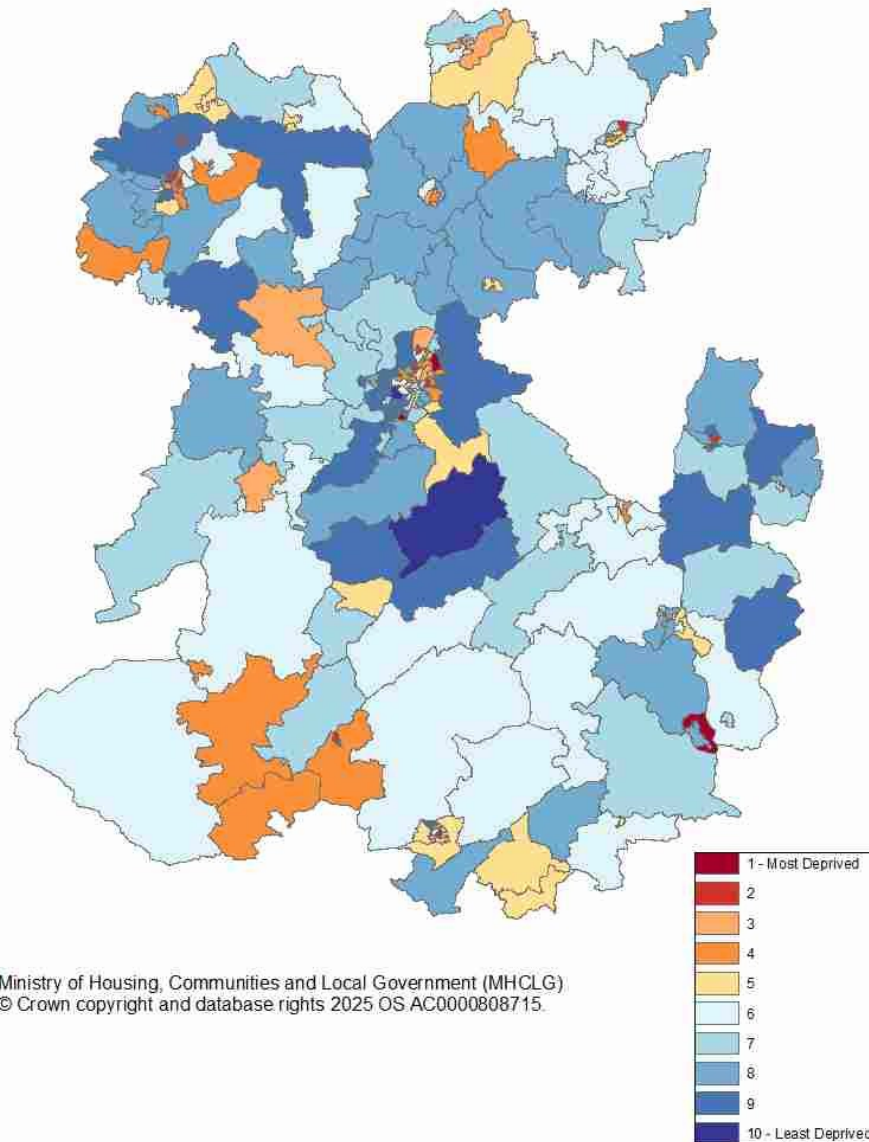 1 - Most Deprived
2
3
4
5
6
7
8
9
10 - Least Deprived
Ministry of Housing, Communities and Local Government (MHCLG)
© Crown copyright and database rights 2025 OS AC0000808715.